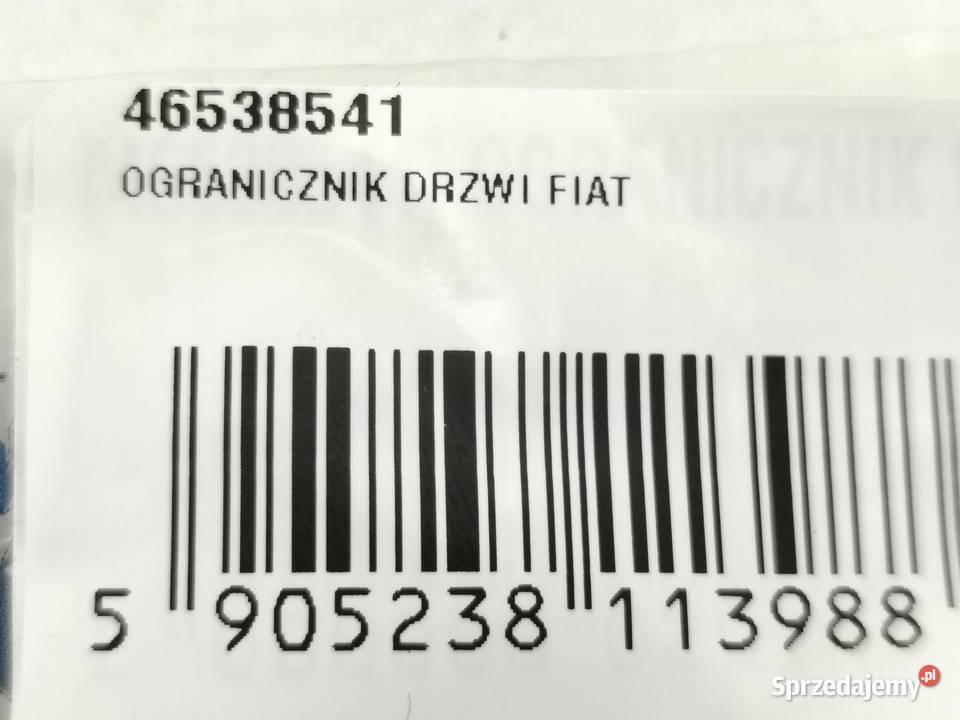 46538541
OGRANICZNIK DRZWI FIAT
5 905238 113988
Sprzedajemy.pl